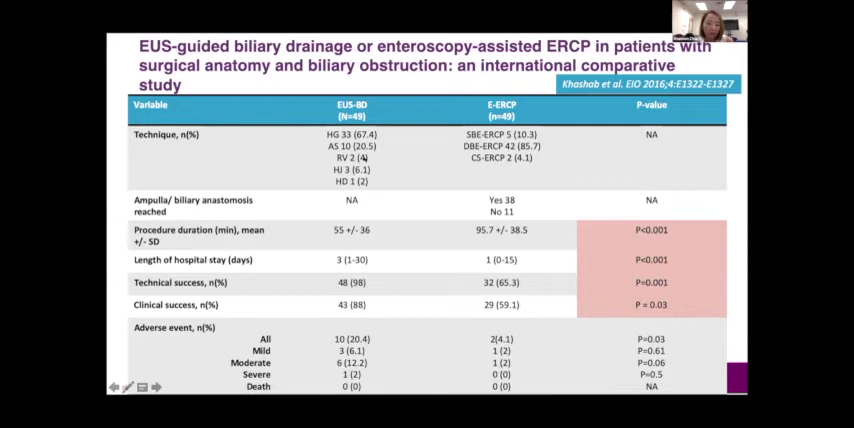 EUS-guided biliary drainage or enteroscopy-assisted ERCP in patients with
surgical anatomy and biliary obstruction: an international comparative
study
Khashab et al. EIO 2016;4:E1322-E1327
Variable EUS-BD (N=49) E-ERCP (n=49) P-value
Technique, n(%) HG 33 (67.4) SBE-ERCP 5 (10.3) NA
AS 10 (20.5) DBE-ERCP 42 (85.7)
RV 2 (4) CS-ERCP 2 (4.1)
HJ 3 (6.1)
HD 1 (2)
Ampulla/ biliary anastomosis NA Yes 38 NA
reached No 11
Procedure duration (min), mean 55 +/- 36 95.7 +/- 38.5 P<0.001
+/- SD
Length of hospital stay (days) 3 (1-30) 1 (0-15) P<0.001
Technical success, n(%) 48 (98) 32 (65.3) P=0.001
Clinical success, n(%) 43 (88) 29 (59.1) P = 0.03
Adverse event, n(%)
All 10 (20.4) 2(4.1) P=0.03
Mild 3 (6.1) 1 (2) P=0.61
Moderate 6 (12.2) 1 (2) P=0.06
Severe 1 (2) 0 (0) P=0.5
Death 0 (0) 0 (0) NA